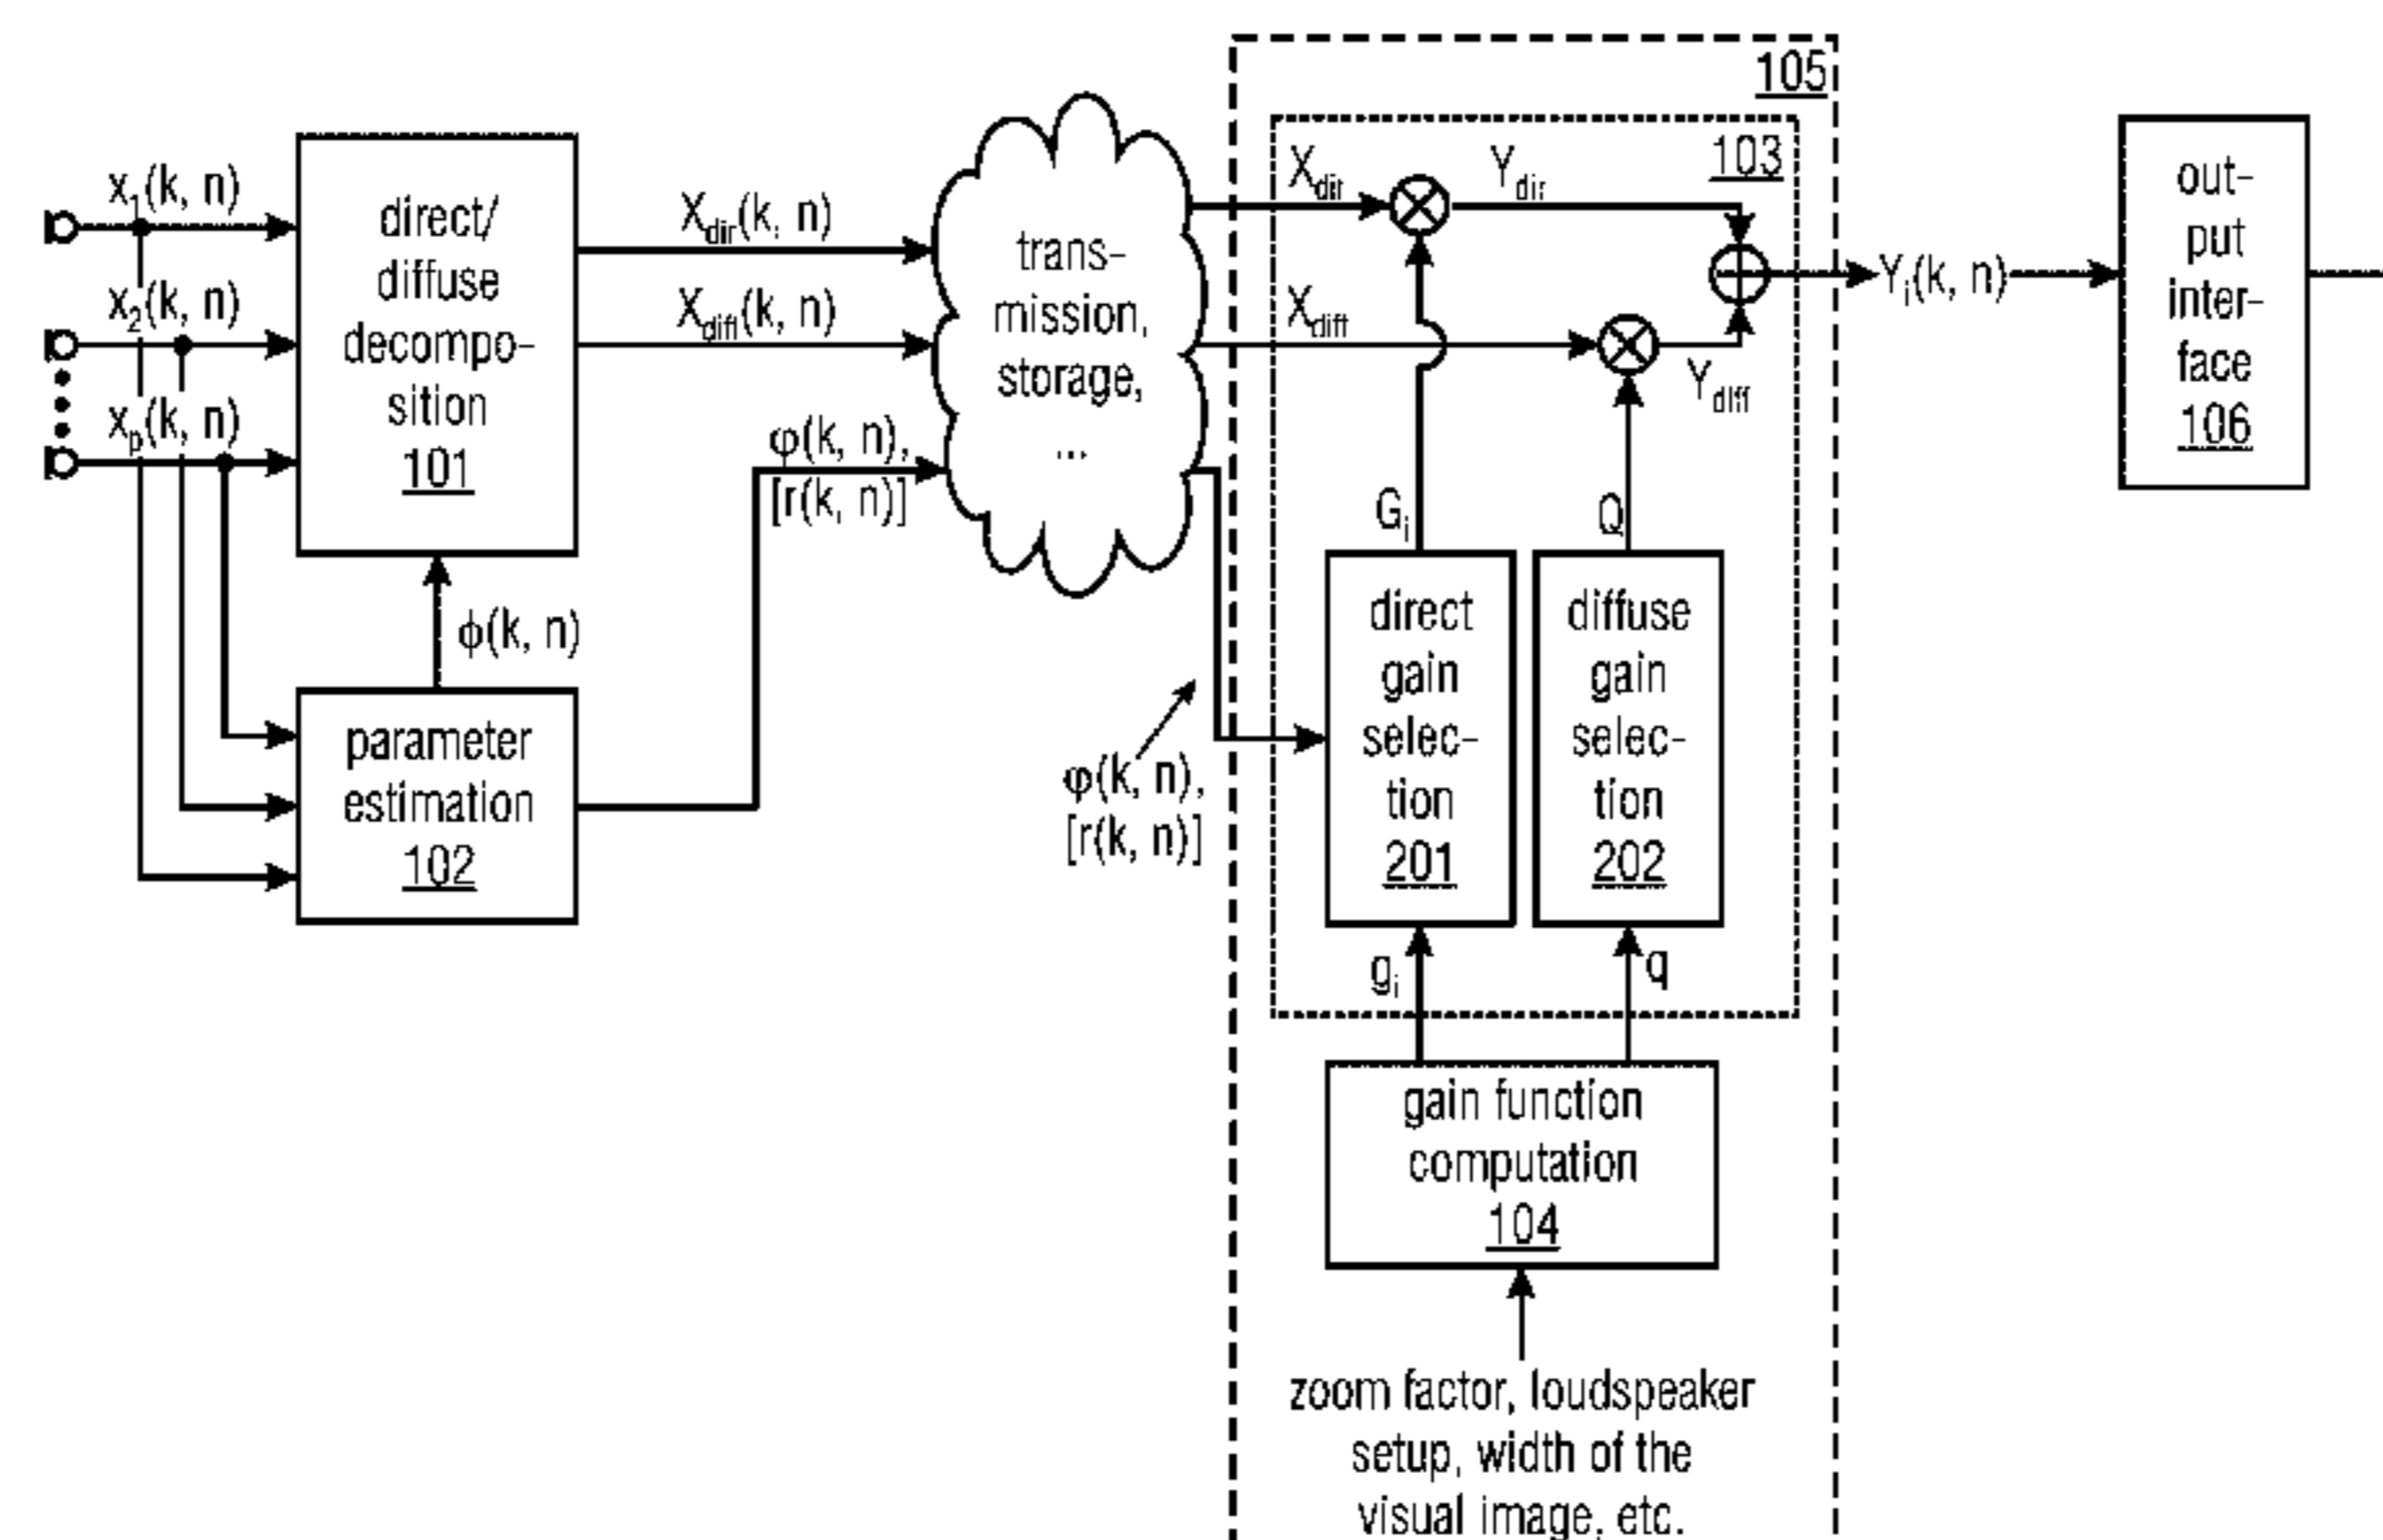 105
103
x1(k, n)
x2(k, n)
xp(k, n)
direct/
diffuse
decompo-
sition
101
Xdir(k, n)
Xdiff(k, n)
φ(k, n),
[r(k, n)]
trans-
mission,
storage,
...
Xdir
Ydir
Xdiff
Ydiff
Yi(k, n)
out-
put
inter-
face
106
Gi
Q
ϕ(k, n)
parameter
estimation
102
φ(k, n),
[r(k, n)]
direct
gain
selec-
tion
201
diffuse
gain
selec-
tion
202
gi
q
gain function
computation
104
zoom factor, loudspeaker
setup, width of the
visual image, etc.